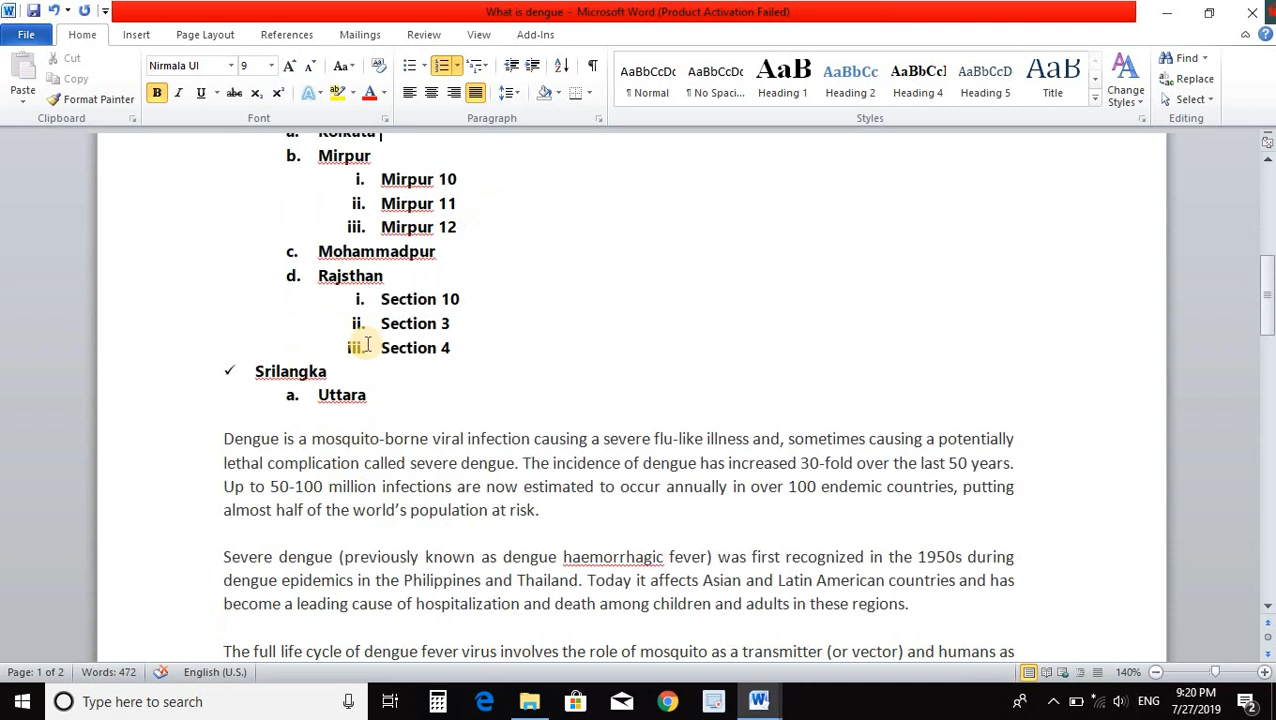 What is dengue - Microsoft Word (Product Activation Failed)
File Home Insert Page Layout References Mailings Review View Add-Ins
Paste
Cut
Copy
Format Painter
Clipboard
Nirmala UI 9
Font
Paragraph
AaBbCcDc AaBbCcDc AaB AaBbCc AaBbCcI AaBbCcDc AaB
¶ Normal ¶ No Spaci... Heading 1 Heading 2 Heading 4 Heading 5 Title
Change Styles
Styles
Find
Replace
Select
Editing
a. Kolkata
b. Mirpur
i. Mirpur 10
ii. Mirpur 11
iii. Mirpur 12
c. Mohammadpur
d. Rajsthan
i. Section 10
ii. Section 3
iii. Section 4
✓ Srilangka
a. Uttara
Dengue is a mosquito-borne viral infection causing a severe flu-like illness and, sometimes causing a potentially
lethal complication called severe dengue. The incidence of dengue has increased 30-fold over the last 50 years.
Up to 50-100 million infections are now estimated to occur annually in over 100 endemic countries, putting
almost half of the world’s population at risk.
Severe dengue (previously known as dengue haemorrhagic fever) was first recognized in the 1950s during
dengue epidemics in the Philippines and Thailand. Today it affects Asian and Latin American countries and has
become a leading cause of hospitalization and death among children and adults in these regions.
The full life cycle of dengue fever virus involves the role of mosquito as a transmitter (or vector) and humans as
Page: 1 of 2 Words: 472 English (U.S.) 140%
Type here to search
ENG
9:20 PM
7/27/2019
2